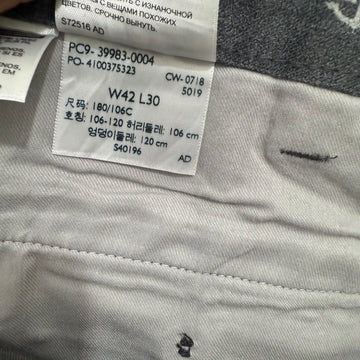 ЦВЕТОВ. СТИРАТЬ С ИЗНАНОЧНОЙ
С ВЕЩАМИ ПОХОЖИХ
СРОЧНО ВЫНУТЬ.
S72516 AD
PC9- 39983-0004
PO- 4100375323
CW-0718
5019
W42 L30
尺码: 180/106C
호칭: 106-120 허리둘레: 106 cm
엉덩이둘레: 120 cm
S40196
AD